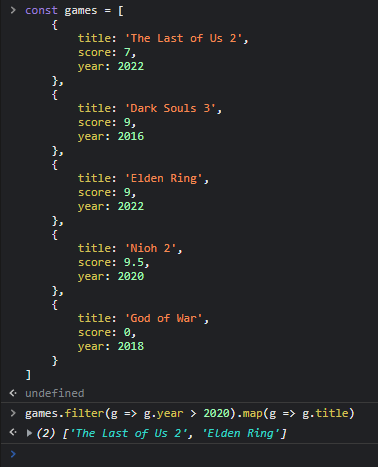 const games = [
    {
        title: 'The Last of Us 2',
        score: 7,
        year: 2022
    },
    {
        title: 'Dark Souls 3',
        score: 9,
        year: 2016
    },
    {
        title: 'Elden Ring',
        score: 9,
        year: 2022
    },
    {
        title: 'Nioh 2',
        score: 9.5,
        year: 2020
    },
    {
        title: 'God of War',
        score: 0,
        year: 2018
    }
]
undefined
games.filter(g => g.year > 2020).map(g => g.title)
(2) ['The Last of Us 2', 'Elden Ring']